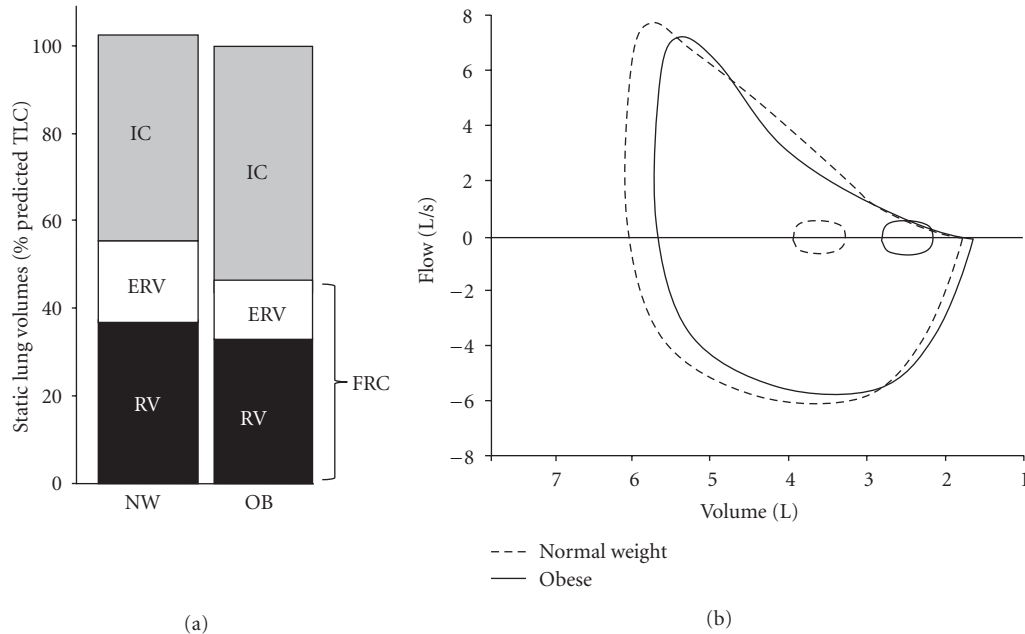 Static lung volumes (% predicted TLC)
100
80
60
40
20
0
IC
ERV
RV
IC
ERV
RV
FRC
NW
OB
(a)
Flow (L/s)
8
6
4
2
0
−2
−4
−6
−8
7
6
5
4
3
2
1
Volume (L)
Normal weight
Obese
(b)